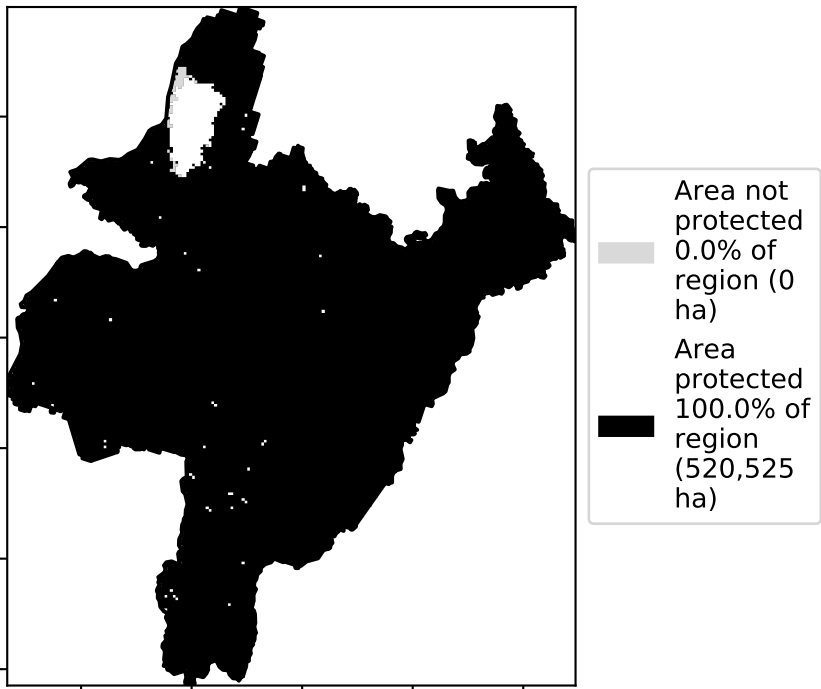 Area not
protected
0.0% of
region (0
ha)
Area
protected
100.0% of
region
(520,525
ha)